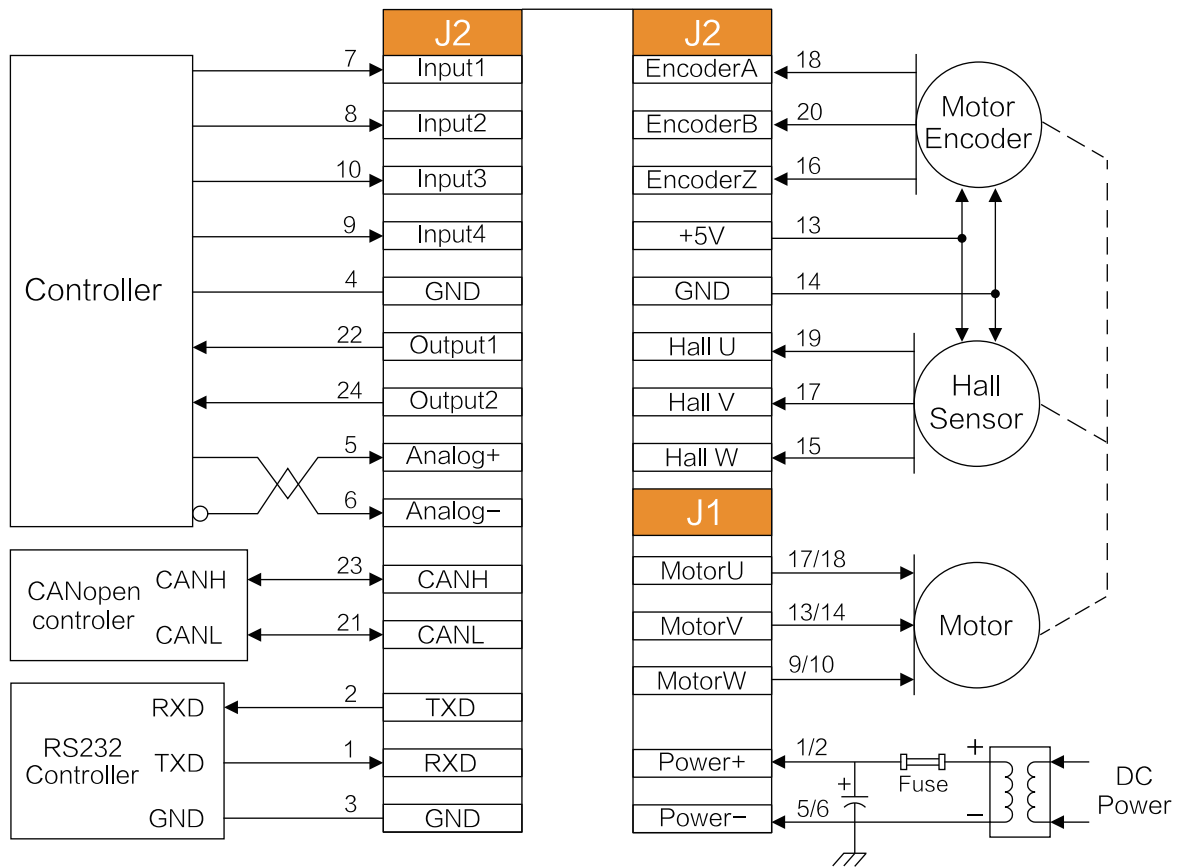 J2
J2
7
Input1
EncoderA
18
8
Input2
EncoderB
20
Motor
Encoder
10
Input3
EncoderZ
16
9
Input4
+5V
13
Controller
4
GND
GND
14
22
Output1
Hall U
19
24
Output2
Hall V
17
Hall
Sensor
5
Analog+
Hall W
15
6
Analog−
J1
CANopen
controler
CANH
23
CANH
MotorU
17/18
CANL
21
CANL
MotorV
13/14
Motor
MotorW
9/10
RS232
Controller
RXD
2
TXD
TXD
1
RXD
Power+
1/2
+
Fuse
+
DC
Power
GND
3
GND
Power−
5/6
−